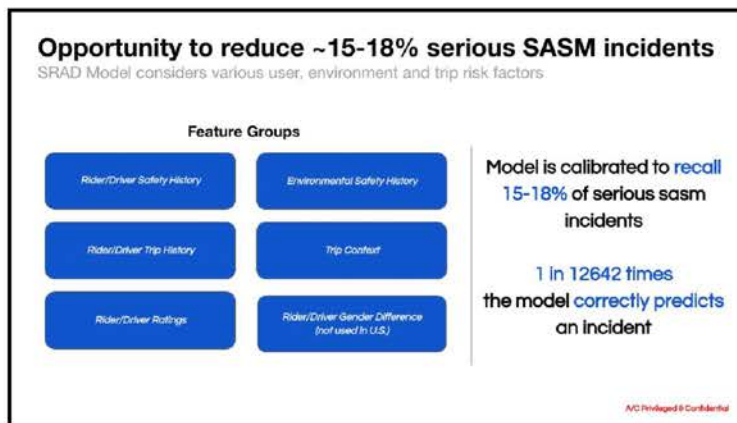 Opportunity to reduce ~15-18% serious SASM incidents
SRAD Model considers various user, environment and trip risk factors
Feature Groups
Rider/Driver Safety History
Environmental Safety History
Rider/Driver Trip History
Trip Context
Rider/Driver Ratings
Rider/Driver Gender Difference
(not used in U.S.)
Model is calibrated to recall
15-18% of serious sasm
incidents
1 in 12642 times
the model correctly predicts
an incident
A/C Privileged & Confidential